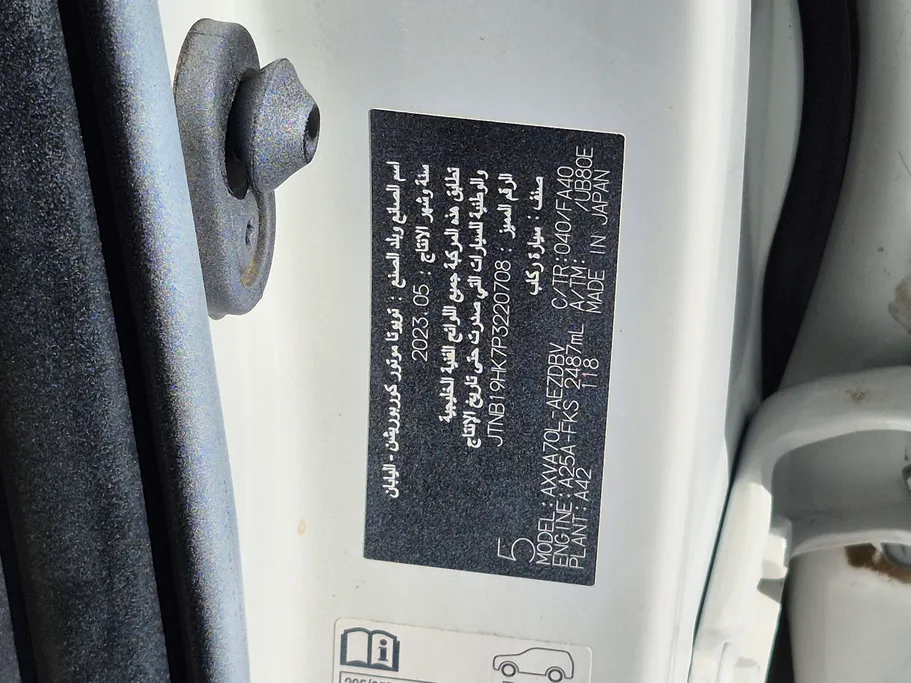 اسم الصانع وبلد الصنع : تويوتا موتور كوربوريشن - اليابان
سنة وشهر الانتاج : 2023.05
تطابق هذه المركبة جميع اللوائح الفنية الخليجية
والوطنية للسيارات التي صدرت حتى تاريخ الإنتاج
الرقم المميز : JTNB19HK7P3220708
صنف : سيارة ركاب
5
MODEL: AXVA70L-AEZDBV C/TR:040/FA40
ENGINE: A25A-FKS 2487mL A/TM: /UB80E
PLANT: A42 118 MADE IN JAPAN